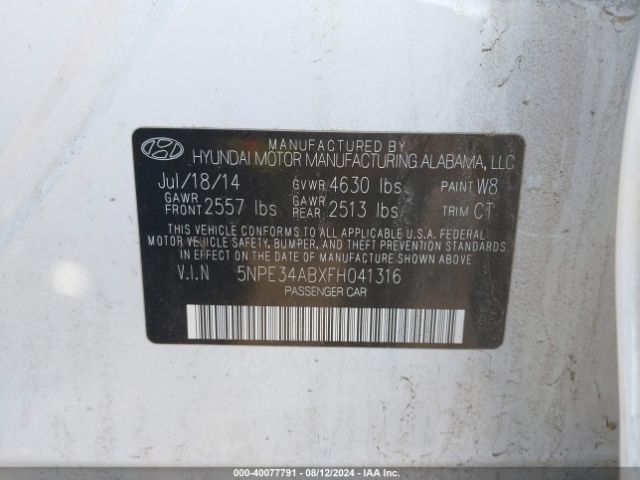 MANUFACTURED BY
HYUNDAI MOTOR MANUFACTURING ALABAMA, LLC
Jul/18/14 GVWR 4630 lbs PAINT W8
GAWR FRONT 2557 lbs GAWR REAR 2513 lbs TRIM CT
THIS VEHICLE CONFORMS TO ALL APPLICABLE U.S.A. FEDERAL
MOTOR VEHICLE SAFETY, BUMPER, AND THEFT PREVENTION STANDARDS
IN EFFECT ON THE DATE OF MANUFACTURE SHOWN ABOVE.
V.I.N 5NPE34ABXFH041316
PASSENGER CAR
000-40077791 - 08/12/2024 - IAA Inc.